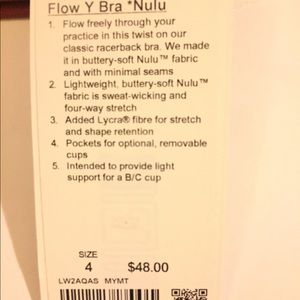 Flow Y Bra *Nulu
1. Flow freely through your
practice in this twist on our
classic racerback bra. We made
it in buttery-soft Nulu™ fabric
and with minimal seams
2. Lightweight, buttery-soft Nulu™
fabric is sweat-wicking and
four-way stretch
3. Added Lycra® fibre for stretch
and shape retention
4. Pockets for optional, removable
cups
5. Intended to provide light
support for a B/C cup
SIZE
4 $48.00
LW2AQAS MYMT